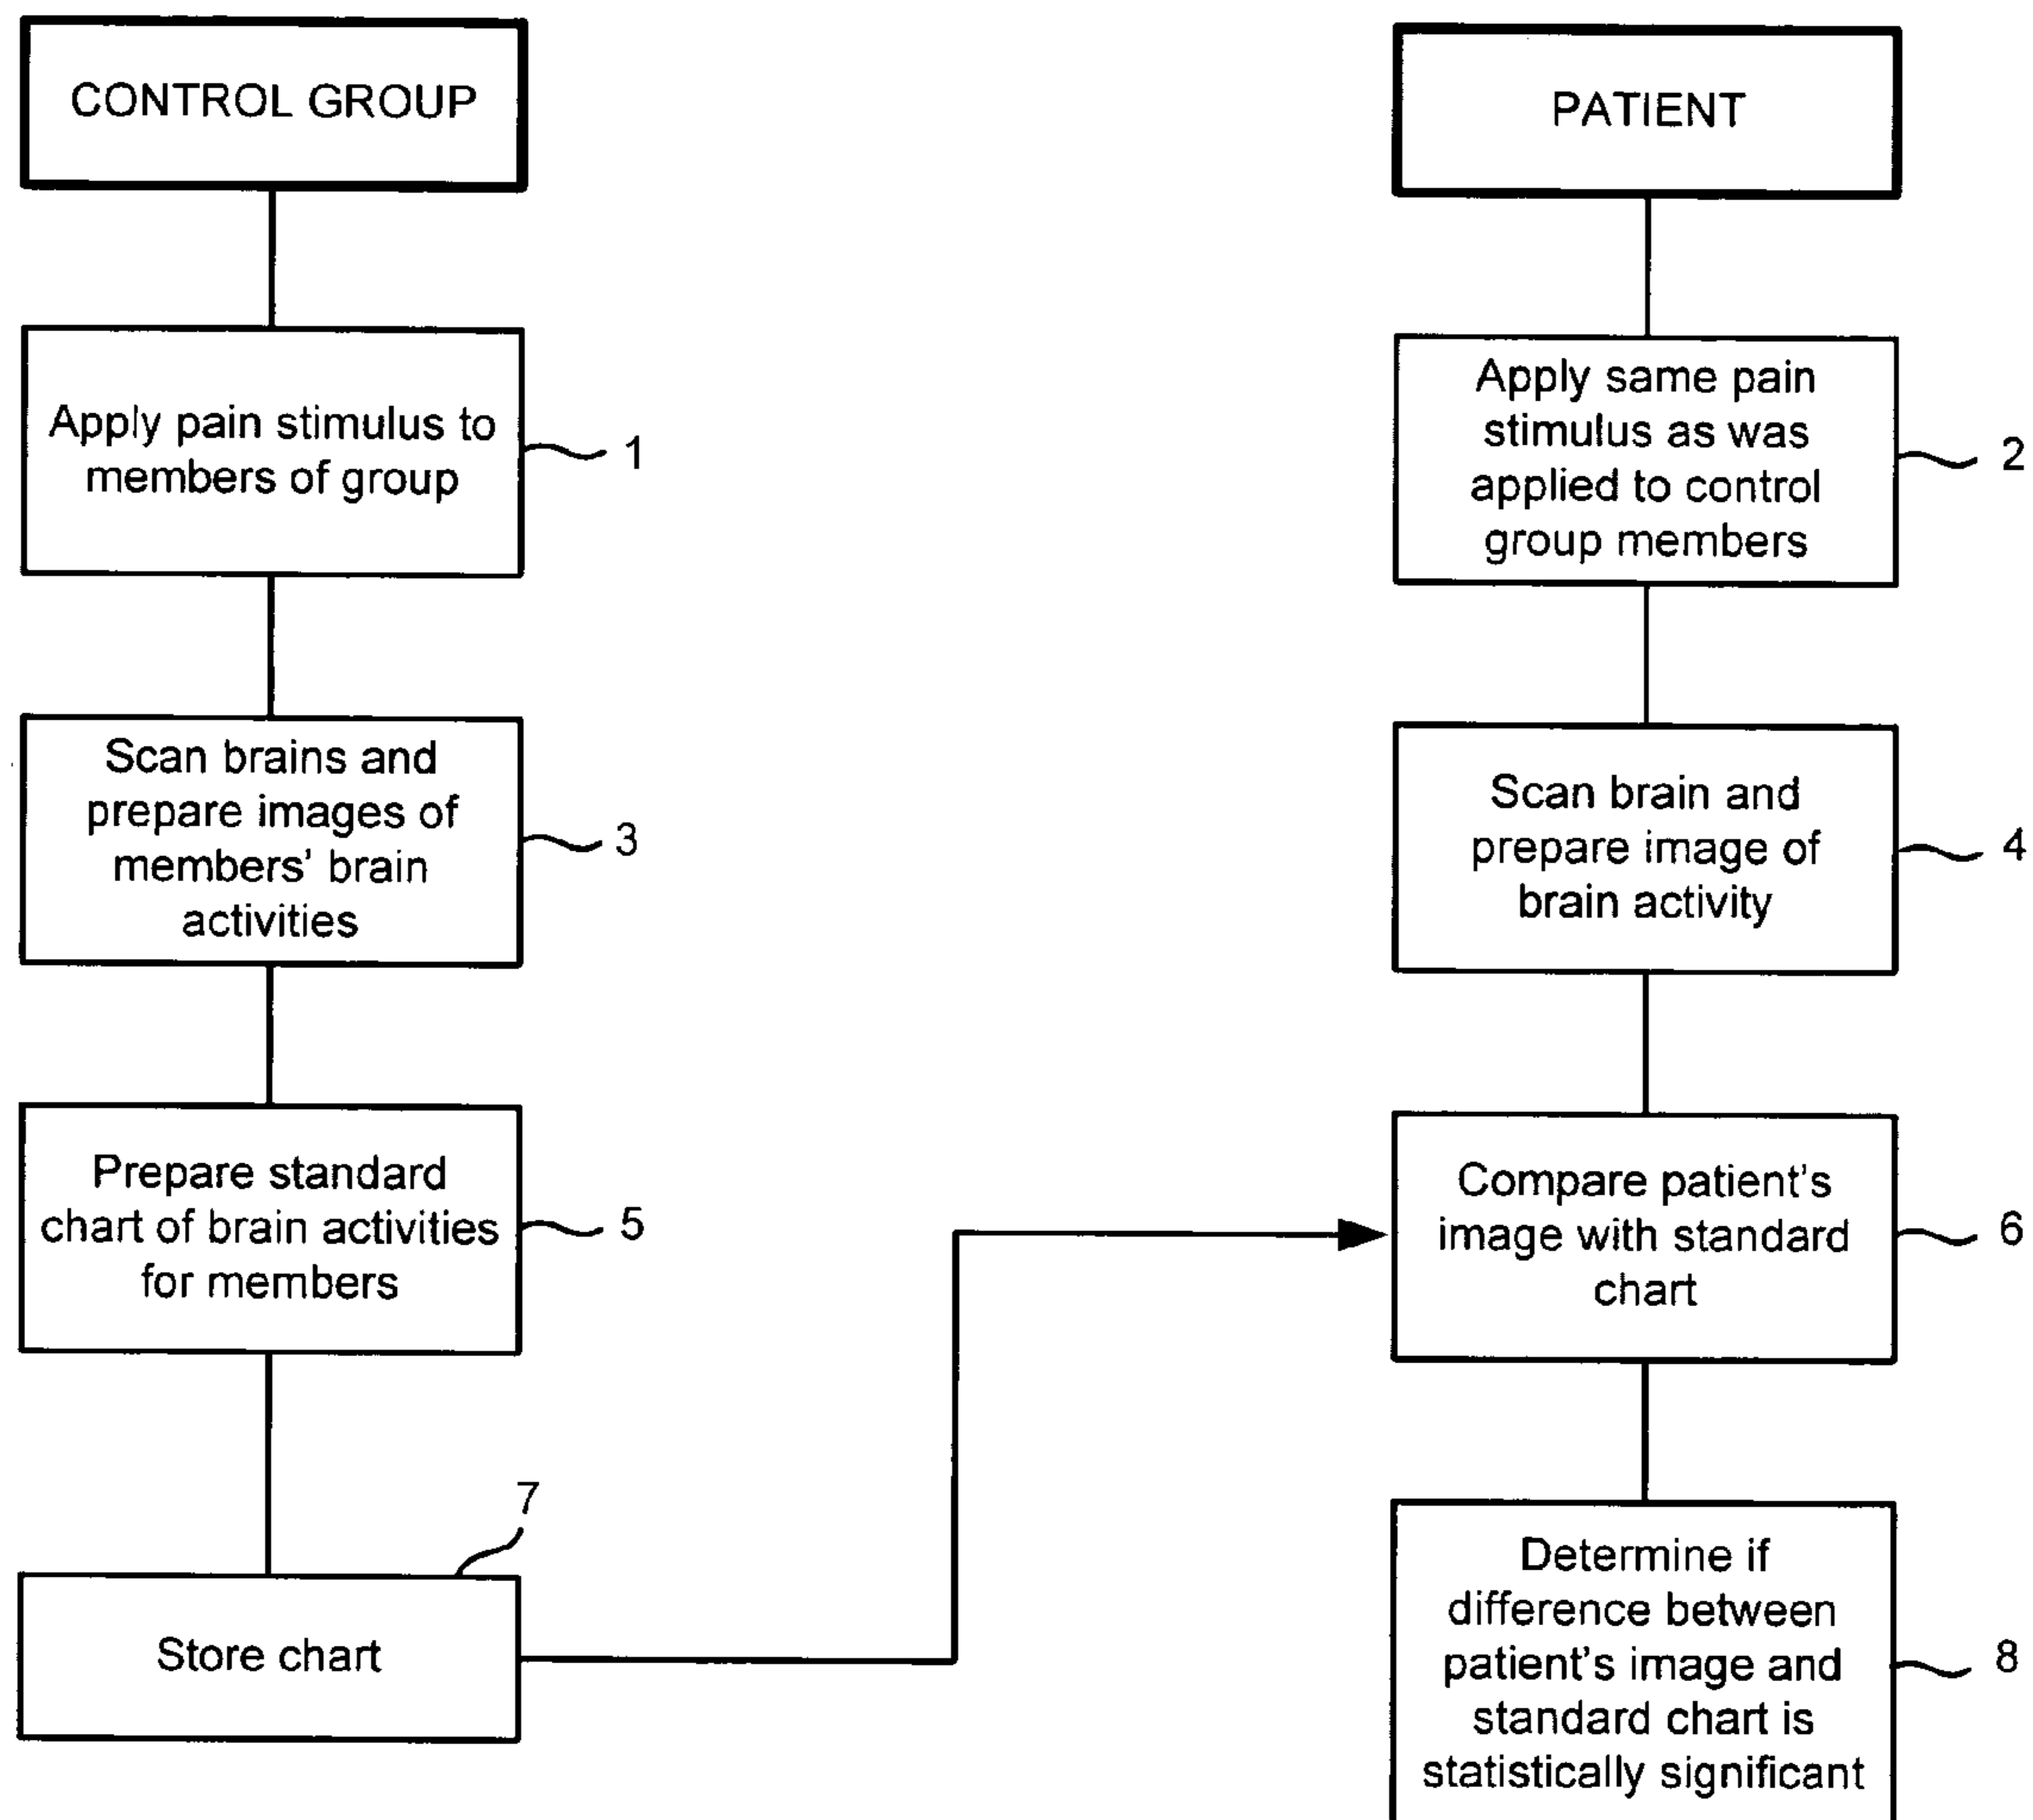 CONTROL GROUP
Apply pain stimulus to
members of group
1
Scan brains and
prepare images of
members' brain
activities
3
Prepare standard
chart of brain activities
for members
5
7
Store chart
PATIENT
Apply same pain
stimulus as was
applied to control
group members
2
Scan brain and
prepare image of
brain activity
4
Compare patient's
image with standard
chart
6
Determine if
difference between
patient's image and
standard chart is
statistically significant
8